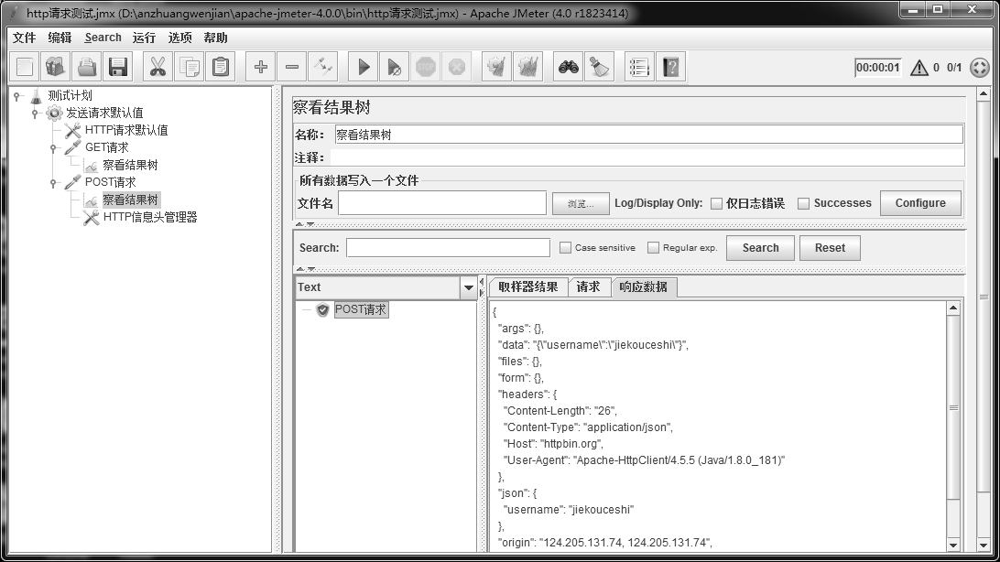 http请求测试.jmx (D:\anzhuangwenjian\apache-jmeter-4.0.0\bin\http请求测试.jmx) - Apache JMeter (4.0 r1823414)
文件 编辑 Search 运行 选项 帮助
STOP
00:00:01 0 0/1
测试计划
发送请求默认值
HTTP请求默认值
GET请求
察看结果树
POST请求
察看结果树
HTTP信息头管理器
察看结果树
名称： 察看结果树
注释：
所有数据写入一个文件
文件名 浏览... Log/Display Only: 仅日志错误 Successes Configure
Search: Case sensitive Regular exp. Search Reset
Text
POST请求
取样器结果 请求 响应数据
{
"args": {},
"data": "{\"username\":\"jiekouceshi\"}",
"files": {},
"form": {},
"headers": {
"Content-Length": "26",
"Content-Type": "application/json",
"Host": "httpbin.org",
"User-Agent": "Apache-HttpClient/4.5.5 (Java/1.8.0_181)"
},
"json": {
"username": "jiekouceshi"
},
"origin": "124.205.131.74, 124.205.131.74",